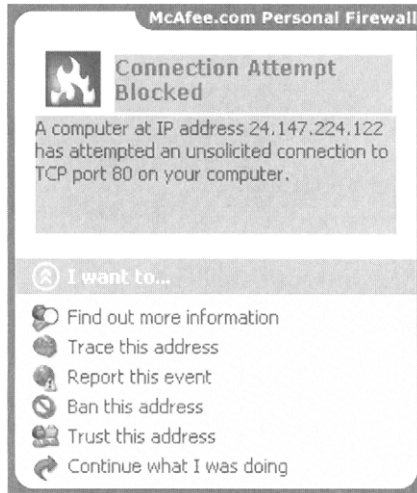 McAfee.com Personal Firewall
Connection Attempt
Blocked
A computer at IP address 24.147.224.122
has attempted an unsolicited connection to
TCP port 80 on your computer.
I want to...
Find out more information
Trace this address
Report this event
Ban this address
Trust this address
Continue what I was doing